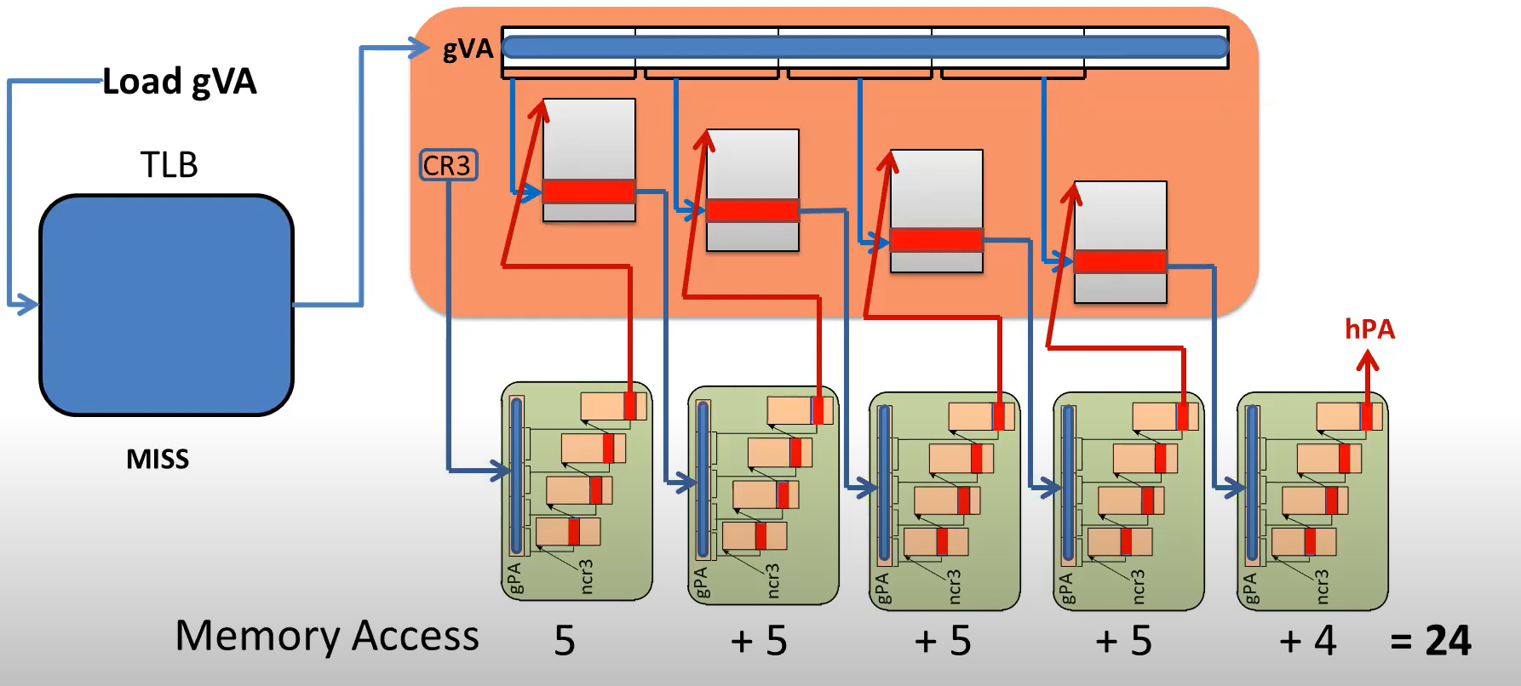 gVA
Load gVA
TLB
CR3
MISS
hPA
gPA
ncr3
gPA
ncr3
gPA
ncr3
gPA
ncr3
gPA
ncr3
Memory Access 5 + 5 + 5 + 5 + 4 = 24